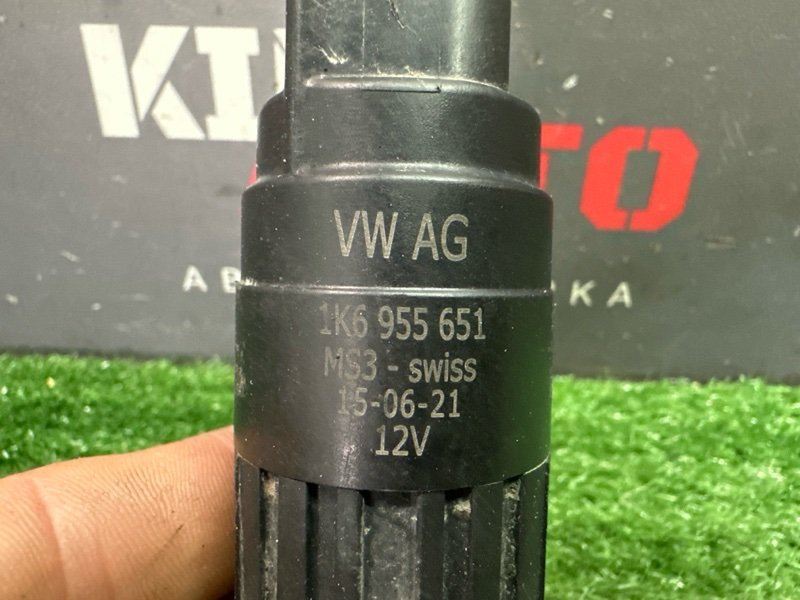 VW AG
1K6 955 651
MS3 - swiss
15-06-21
12V